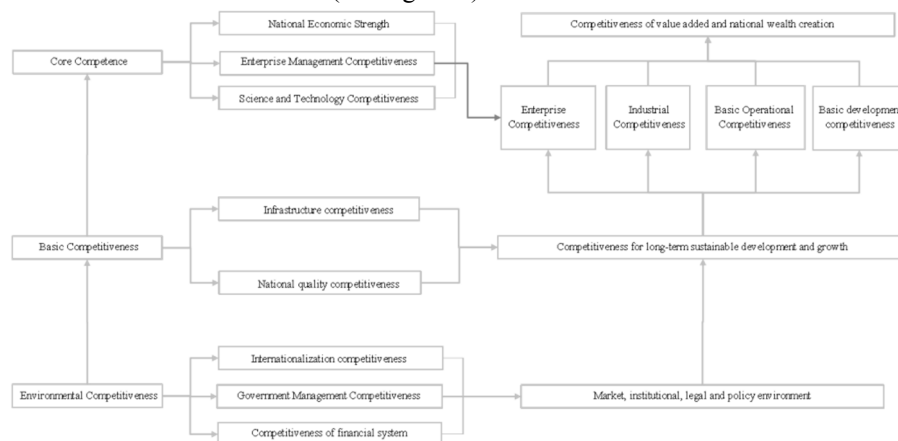 National Economic Strength
Competitiveness of value added and national wealth creation
Core Competence
Enterprise Management Competitiveness
Science and Technology Competitiveness
Enterprise
Competitiveness
Industrial
Competitiveness
Basic Operational
Competitiveness
Basic development
competitiveness
Infrastructure competitiveness
Basic Competitiveness
Competitiveness for long-term sustainable development and growth
National quality competitiveness
Internationalization competitiveness
Environmental Competitiveness
Government Management Competitiveness
Market, institutional, legal and policy environment
Competitiveness of financial system